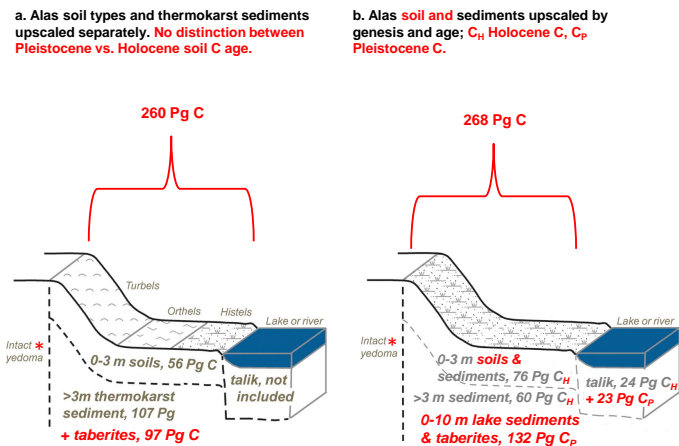 a. Alas soil types and thermokarst sediments
upscaled separately. No distinction between
Pleistocene vs. Holocene soil C age.
260 Pg C
Turbels
Orthels
Histels
Lake or river
Intact *
yedoma
0-3 m soils, 56 Pg C
talik, not
included
>3m thermokarst
sediment, 107 Pg
+ taberites, 97 Pg C
b. Alas soil and sediments upscaled by
genesis and age; CH Holocene C, CP
Pleistocene C.
268 Pg C
Lake or river
Intact *
yedoma
0-3 m soils &
sediments, 76 Pg CH
>3m sediment, 60 Pg CH
talik, 24 Pg CH
+ 23 Pg CP
0-10 m lake sediments
& taberites, 132 Pg CP